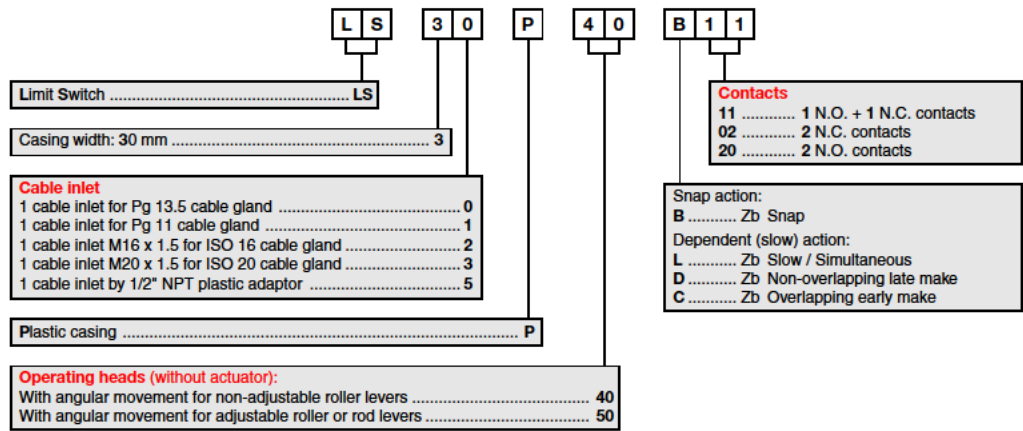 L S 3 0 P 4 0 B 1 1
Limit Switch ...................................................... LS
Casing width: 30 mm .......................................................... 3
Cable inlet
1 cable inlet for Pg 13.5 cable gland ......................................... 0
1 cable inlet for Pg 11 cable gland ............................................ 1
1 cable inlet M16 x 1.5 for ISO 16 cable gland .......................... 2
1 cable inlet M20 x 1.5 for ISO 20 cable gland .......................... 3
1 cable inlet by 1/2" NPT plastic adaptor .................................. 5
Plastic casing ......................................................................................... P
Operating heads (without actuator):
With angular movement for non-adjustable roller levers ........................................ 40
With angular movement for adjustable roller or rod levers ..................................... 50
Contacts
11 ............ 1 N.O. + 1 N.C. contacts
02 ............ 2 N.C. contacts
20 ............ 2 N.O. contacts
Snap action:
B ........... Zb Snap
Dependent (slow) action:
L ........... Zb Slow / Simultaneous
D ........... Zb Non-overlapping late make
C ........... Zb Overlapping early make